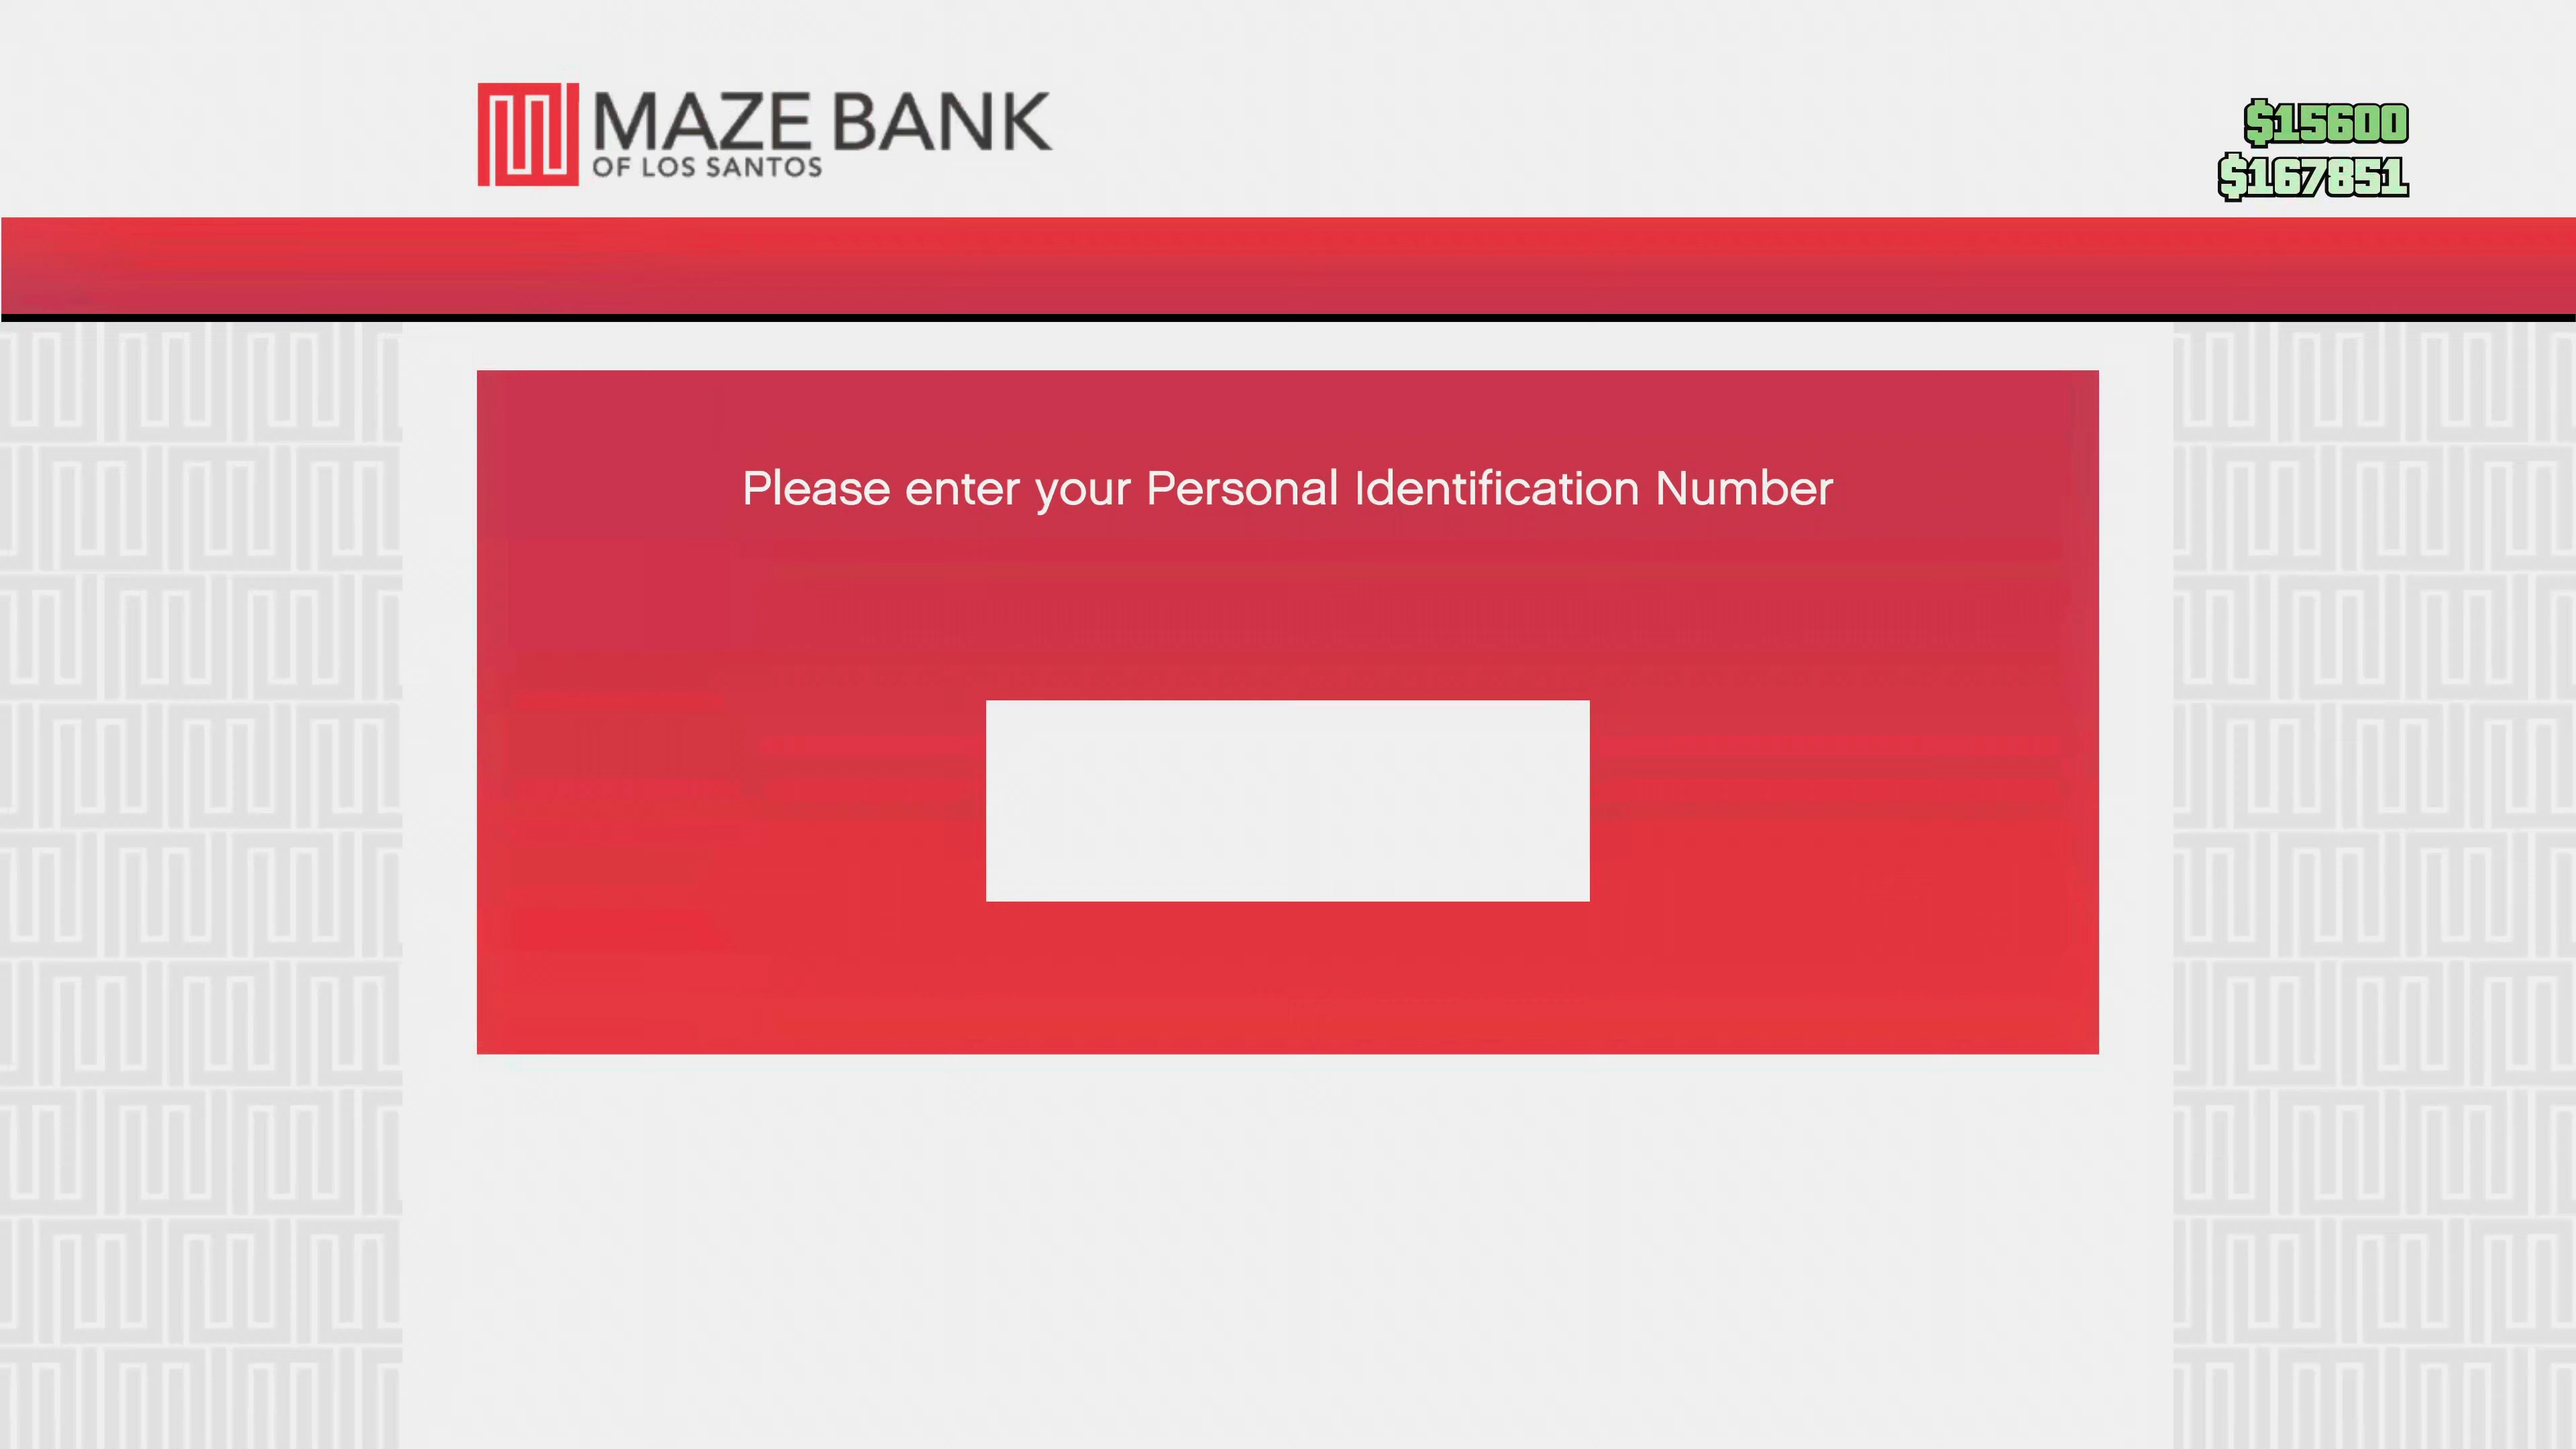 MAZE BANK
OF LOS SANTOS
$15600
$167851
Please enter your Personal Identification Number